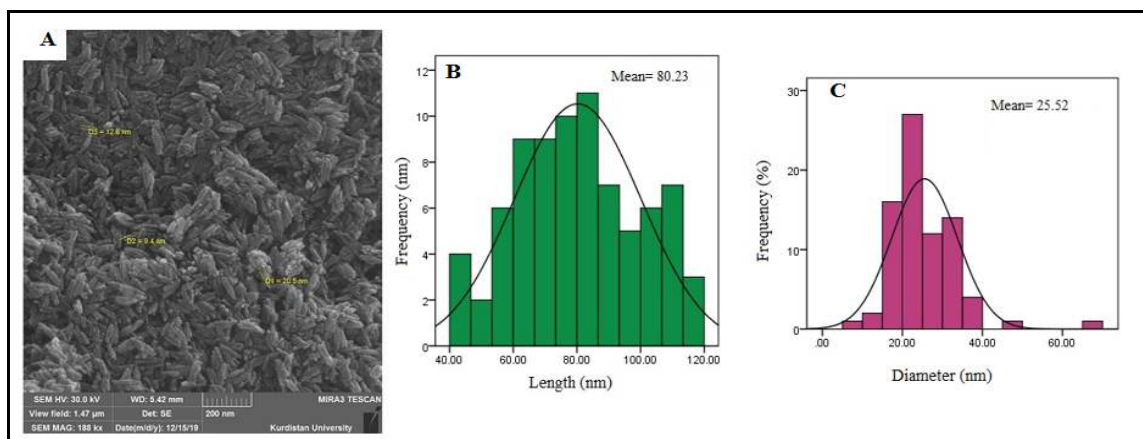 A
D3 = 12.6 nm
D2 = 9.4 nm
D1 = 20.5 nm
SEM HV: 30.0 kV WD: 5.42 mm MIRA3 TESCAN
View field: 1.47 µm Det: SE 200 nm
SEM MAG: 188 kx Date(m/d/y): 12/15/19 Kurdistan University
B
Mean= 80.23
Frequency (nm)
12
10
8
6
4
2
0
40.00 60.00 80.00 100.00 120.00
Length (nm)
C
Mean= 25.52
Frequency (%)
30
20
10
0
.00 20.00 40.00 60.00
Diameter (nm)